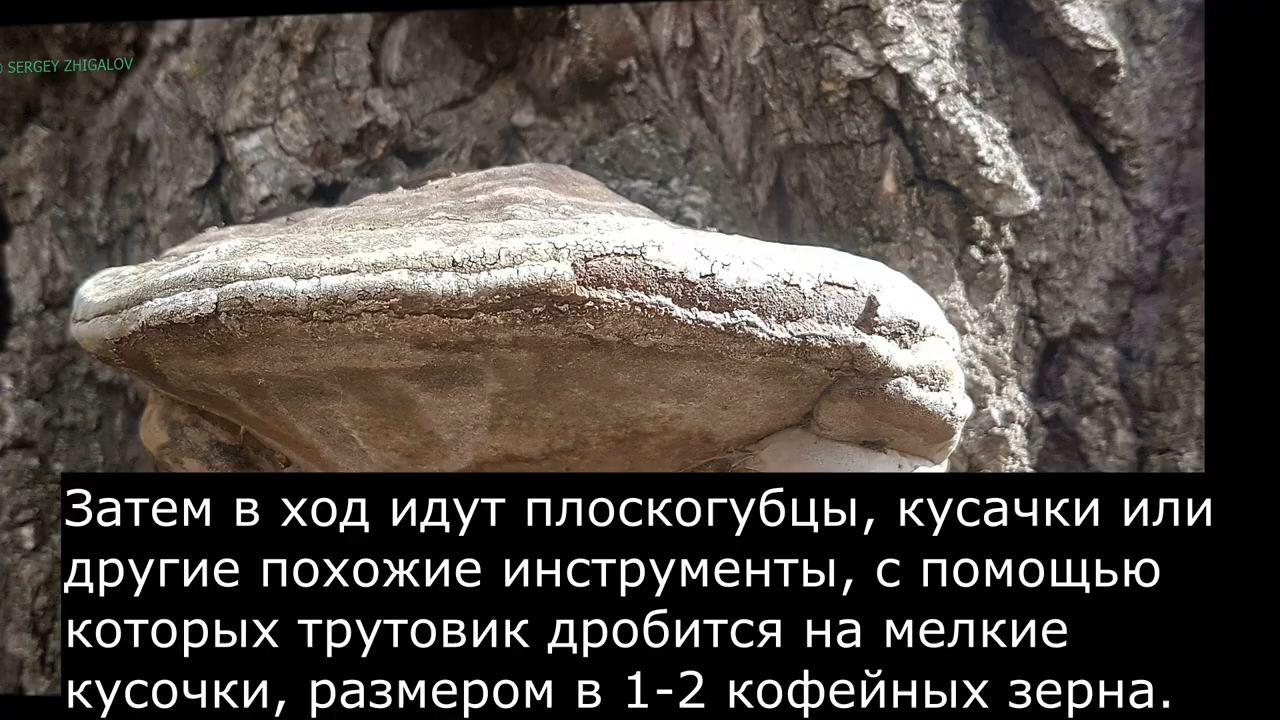 SERGEY ZHIGALOV
Затем в ход идут плоскогубцы, кусачки или
другие похожие инструменты, с помощью
которых трутовик дробится на мелкие
кусочки, размером в 1-2 кофейных зерна.